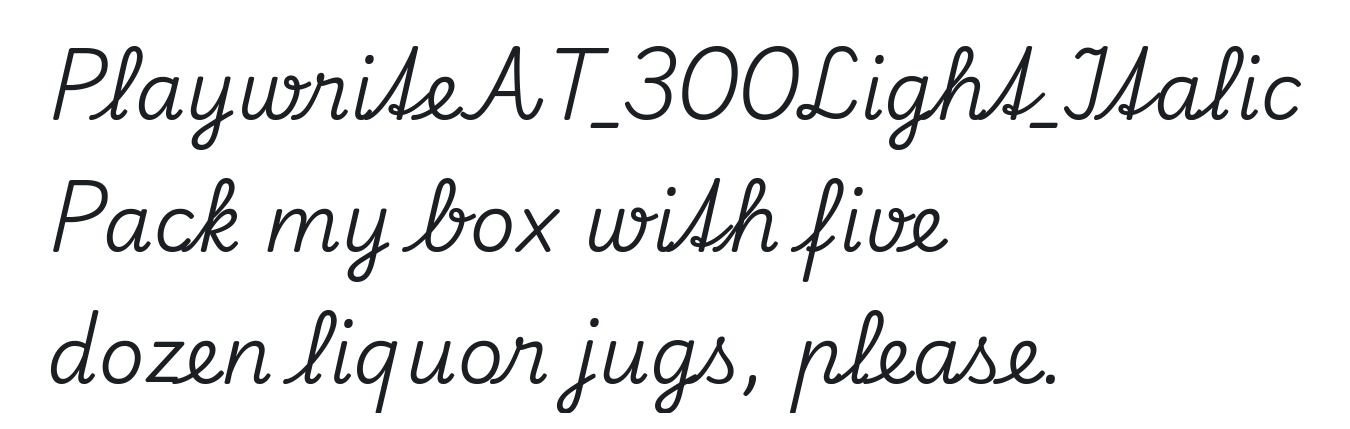 PlaywriteAT_300Light_Italic
Pack my box with five
dozen liquor jugs, please.